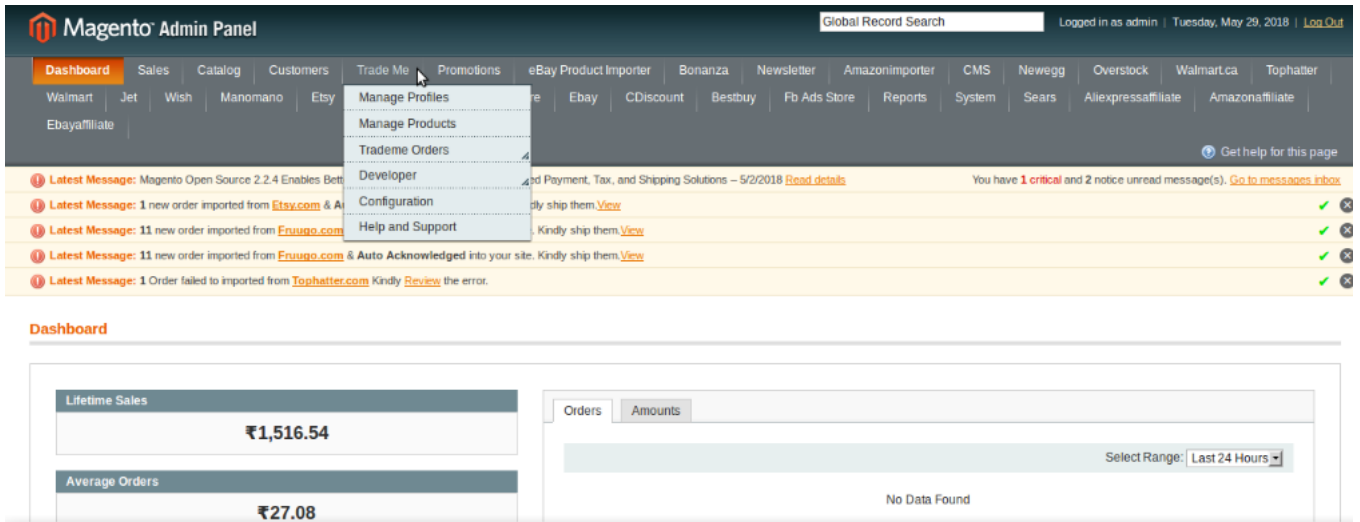 Magento Admin Panel
Global Record Search
Logged in as admin | Tuesday, May 29, 2018 | Log Out
Dashboard Sales Catalog Customers Trade Me Promotions eBay Product Importer Bonanza Newsletter Amazonimporter CMS Newegg Overstock Walmart.ca Tophatter
Walmart Jet Wish Manomano Etsy re Ebay CDiscount Bestbuy Fb Ads Store Reports System Sears Aliexpressaffiliate Amazonaffiliate
Ebayaffiliate
Manage Profiles
Manage Products
Trademe Orders
Developer
Configuration
Help and Support
Get help for this page
Latest Message: Magento Open Source 2.2.4 Enables Bett ed Payment, Tax, and Shipping Solutions – 5/2/2018 Read details You have 1 critical and 2 notice unread message(s). Go to messages inbox
Latest Message: 1 new order imported from Etsy.com & A dly ship them.View
Latest Message: 11 new order imported from Fruugo.com . Kindly ship them.View
Latest Message: 11 new order imported from Fruugo.com & Auto Acknowledged into your site. Kindly ship them.View
Latest Message: 1 Order failed to imported from Tophatter.com Kindly Review the error.
Dashboard
Lifetime Sales
₹1,516.54
Average Orders
₹27.08
Orders Amounts
Select Range: Last 24 Hours
No Data Found